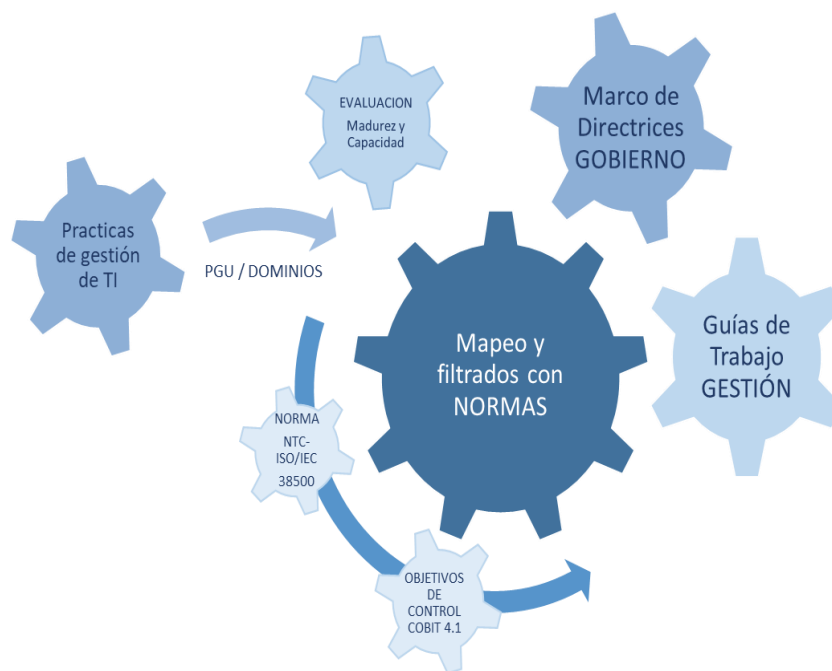 EVALUACION
Madurez y
Capacidad
Marco de
Directrices
GOBIERNO
Practicas
de gestión
de TI
PGU / DOMINIOS
Mapeo y
filtrados con
NORMAS
Guías de
Trabajo
GESTIÓN
NORMA
NTC-
ISO/IEC
38500
OBJETIVOS
DE
CONTROL
COBIT 4.1